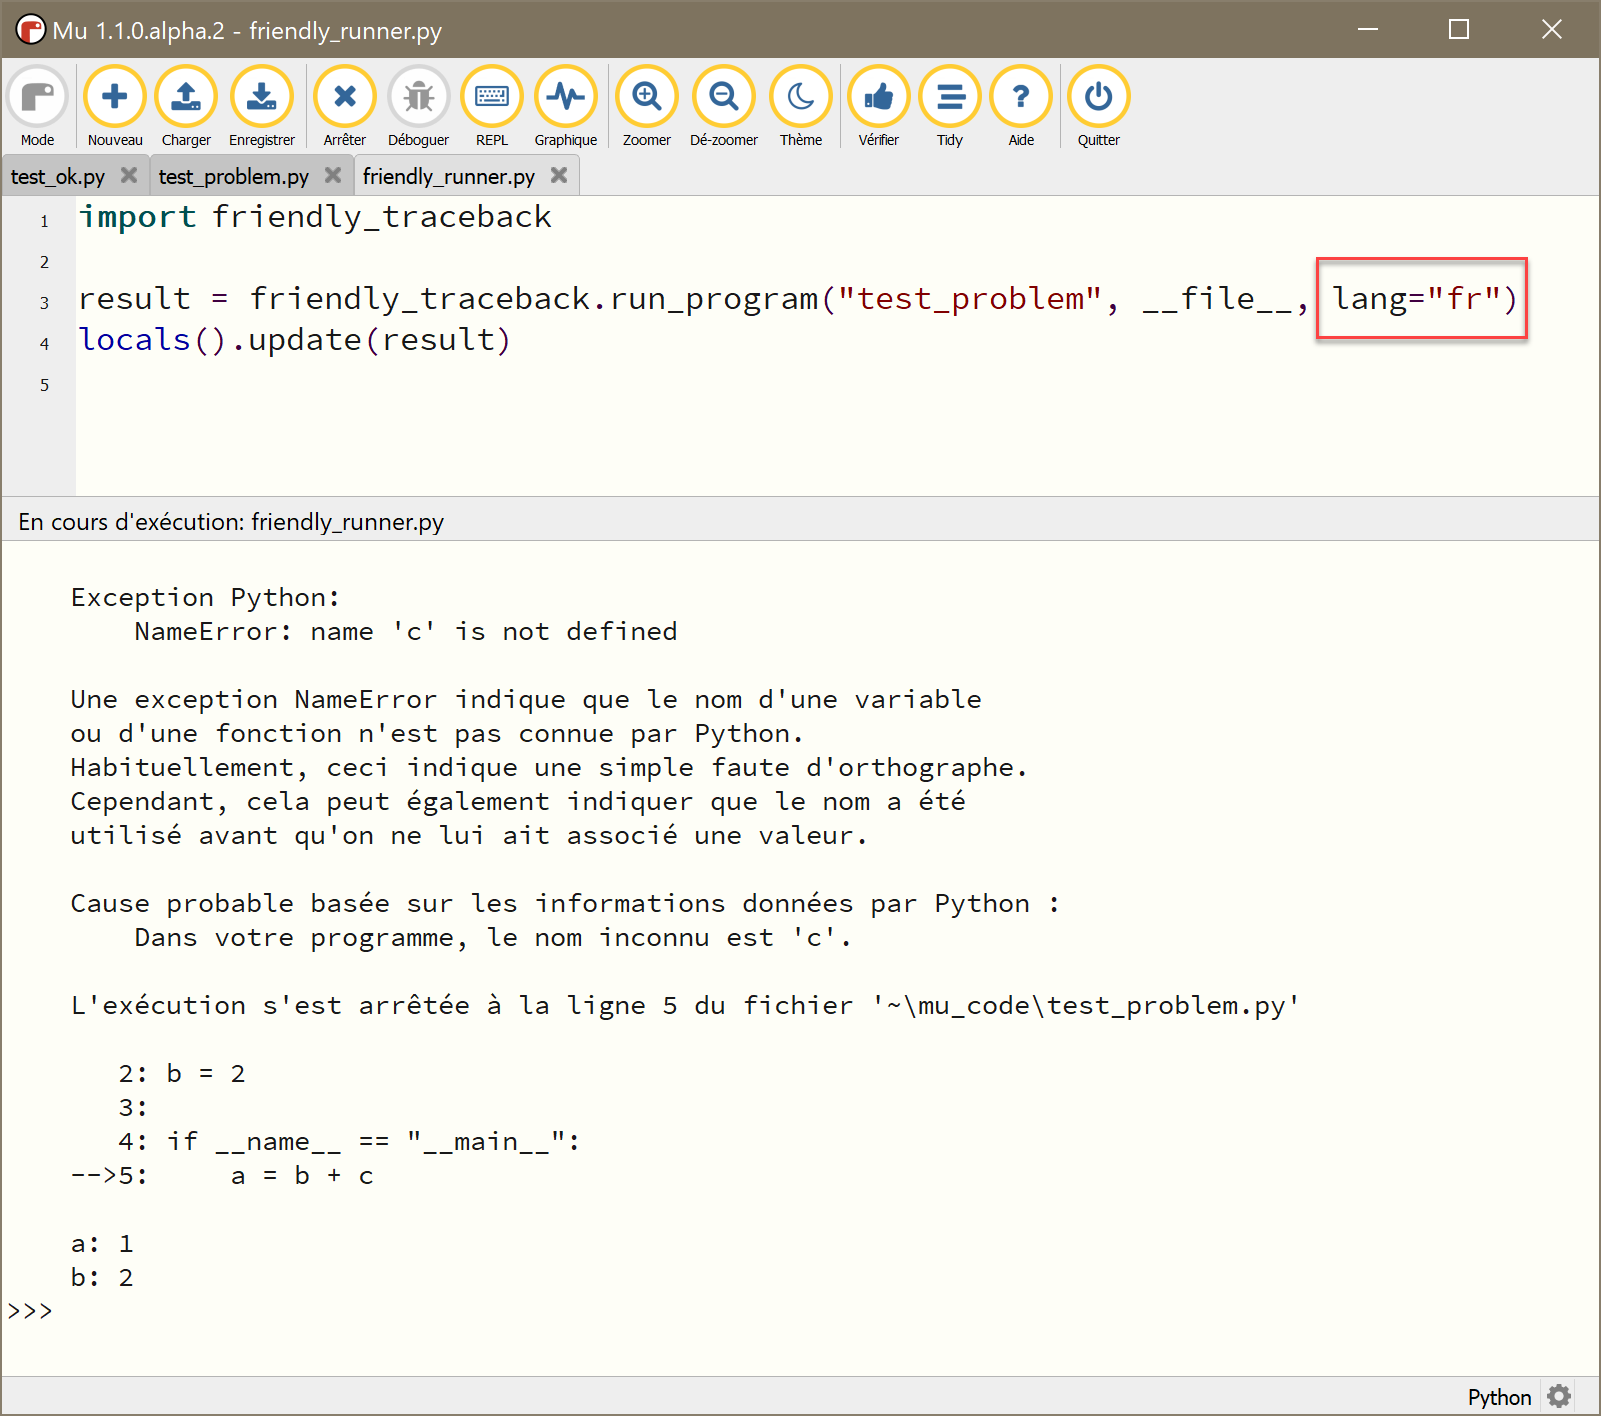 Mu 1.1.0.alpha.2 - friendly_runner.py
Mode Nouveau Charger Enregistrer Arrêter Déboguer REPL Graphique Zoomer Dé-zoomer Thème Vérifier Tidy Aide Quitter
test_ok.py test_problem.py friendly_runner.py
1 import friendly_traceback
2
3 result = friendly_traceback.run_program("test_problem", __file__, lang="fr")
4 locals().update(result)
5
En cours d'exécution: friendly_runner.py
Exception Python:
NameError: name 'c' is not defined
Une exception NameError indique que le nom d'une variable
ou d'une fonction n'est pas connue par Python.
Habituellement, ceci indique une simple faute d'orthographe.
Cependant, cela peut également indiquer que le nom a été
utilisé avant qu'on ne lui ait associé une valeur.
Cause probable basée sur les informations données par Python :
Dans votre programme, le nom inconnu est 'c'.
L'exécution s'est arrêtée à la ligne 5 du fichier '~\mu_code\test_problem.py'
2: b = 2
3:
4: if __name__ == "__main__":
-->5: a = b + c
a: 1
b: 2
>>>
Python